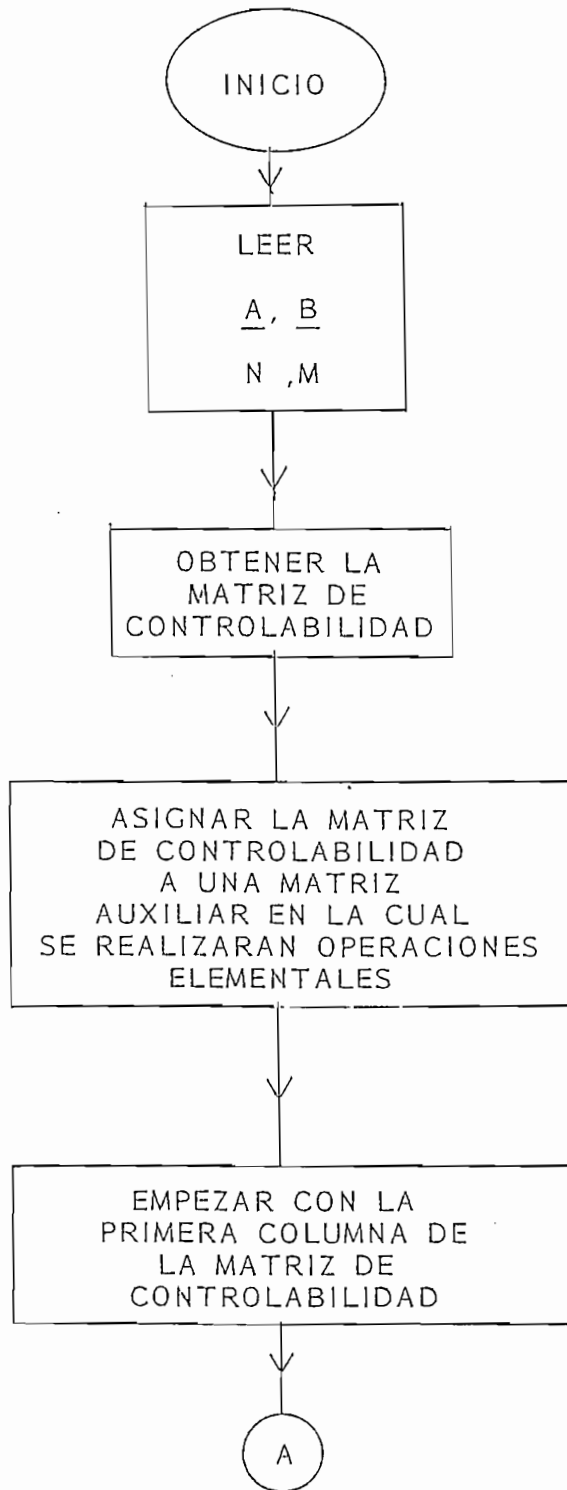 INICIO
LEER
A, B
N ,M
OBTENER LA
MATRIZ DE
CONTROLABILIDAD
ASIGNAR LA MATRIZ
DE CONTROLABILIDAD
A UNA MATRIZ
AUXILIAR EN LA CUAL
SE REALIZARAN OPERACIONES
ELEMENTALES
EMPEZAR CON LA
PRIMERA COLUMNA DE
LA MATRIZ DE
CONTROLABILIDAD
A